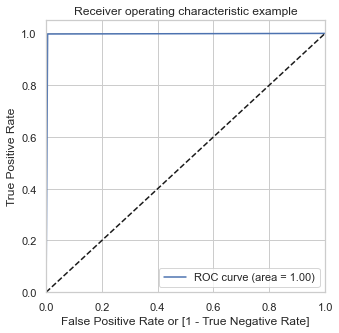 Receiver operating characteristic example
1.0
0.8
0.6
0.4
0.2
0.0
True Positive Rate
ROC curve (area = 1.00)
0.0 0.2 0.4 0.6 0.8 1.0
False Positive Rate or [1 - True Negative Rate]